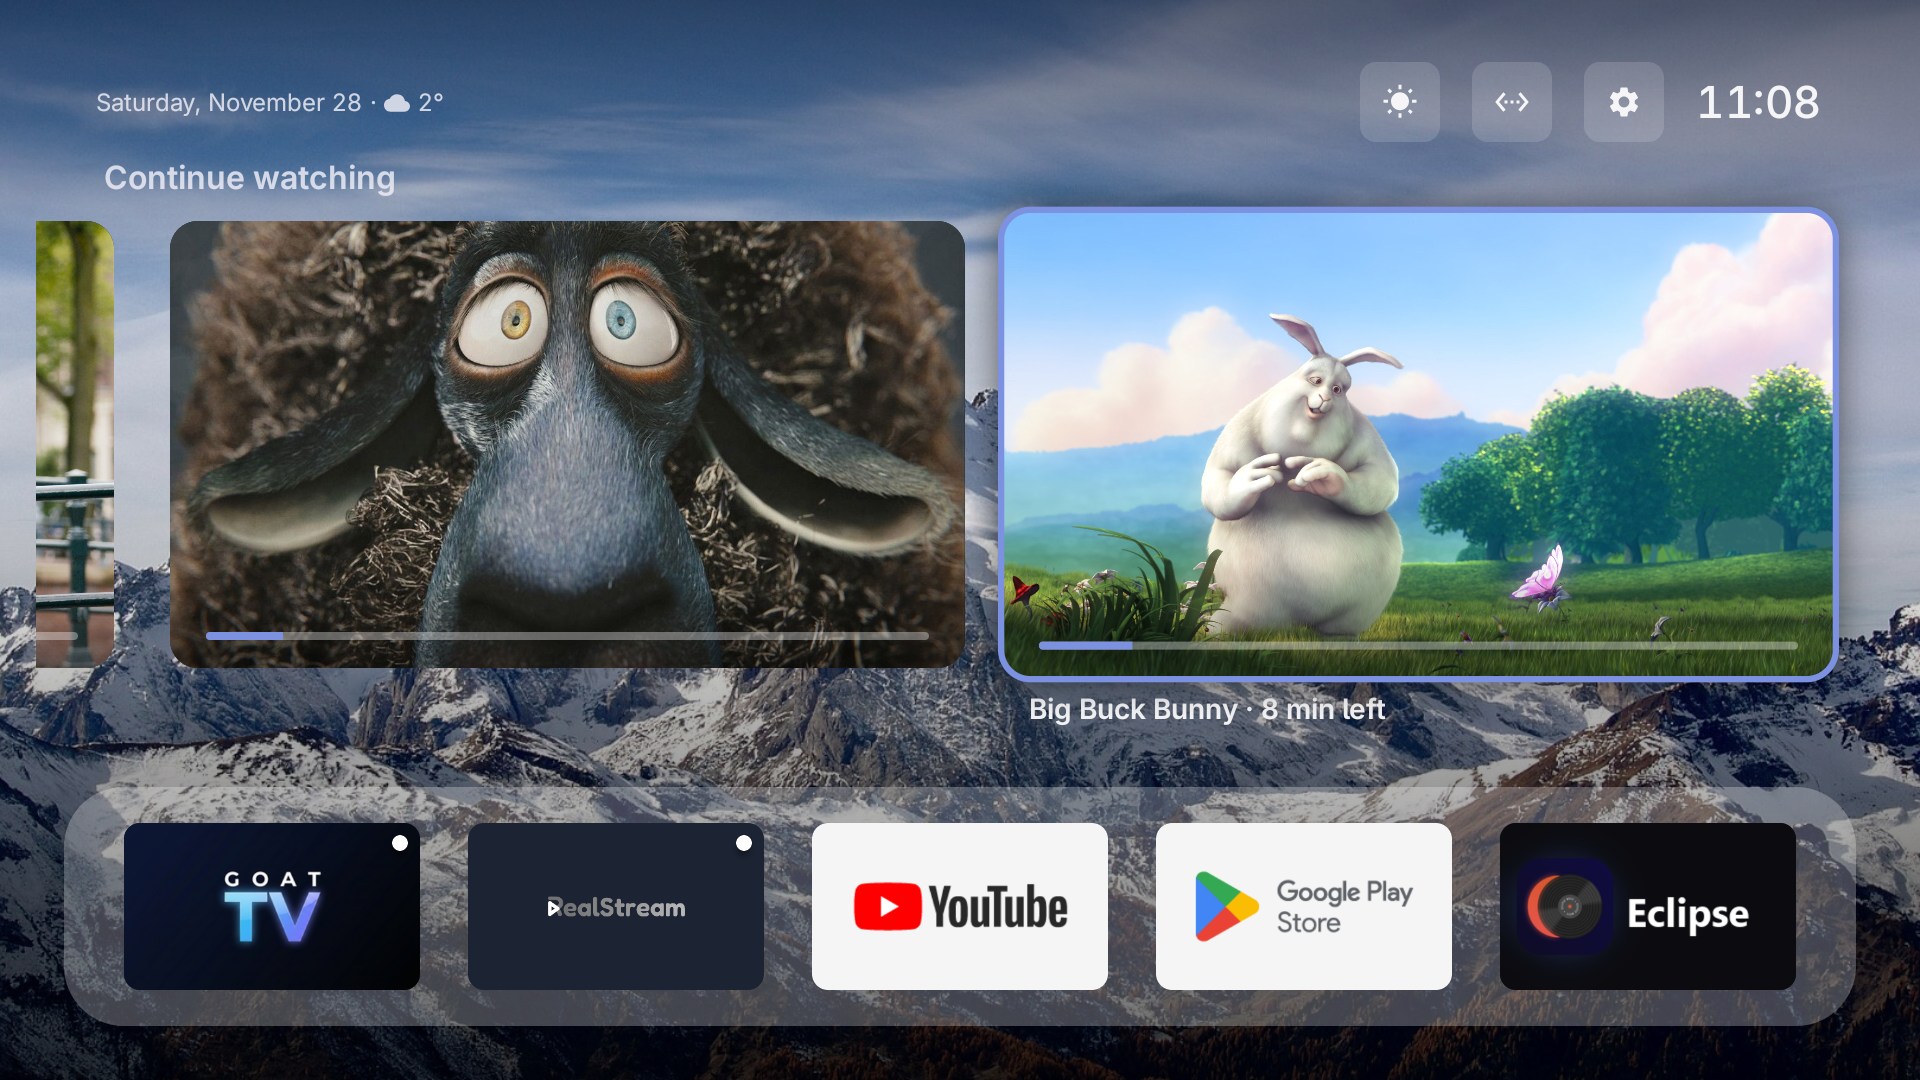 Saturday, November 28 · 2°
11:08
Continue watching
Big Buck Bunny · 8 min left
GOAT
TV
RealStream
YouTube
Google Play
Store
Eclipse